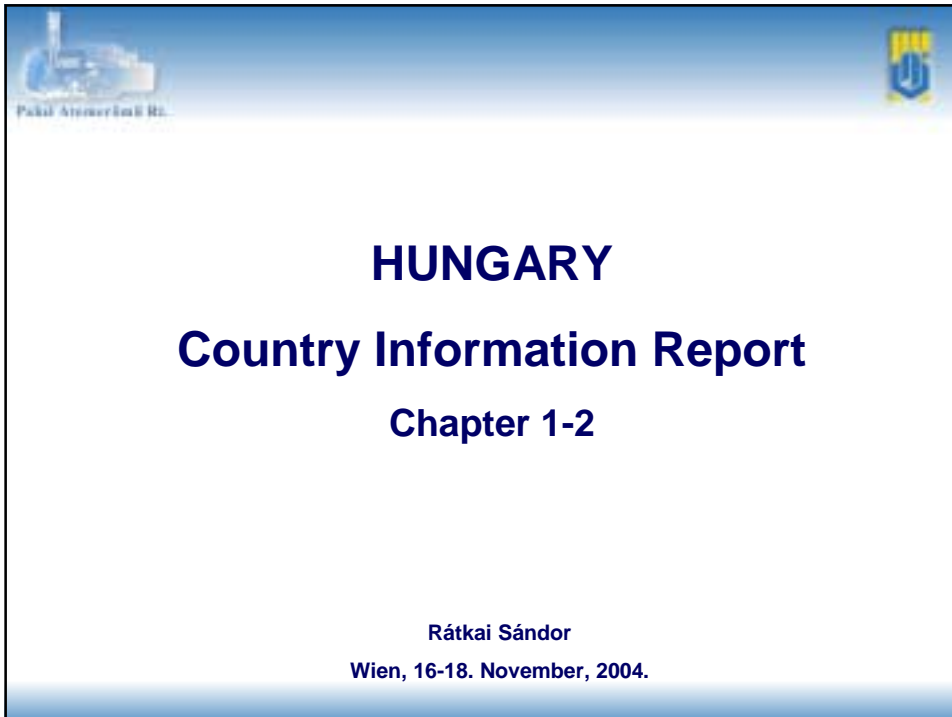 Paksi Atomerőmű Rt.
HUNGARY
Country Information Report
Chapter 1-2
Rátkai Sándor
Wien, 16-18. November, 2004.